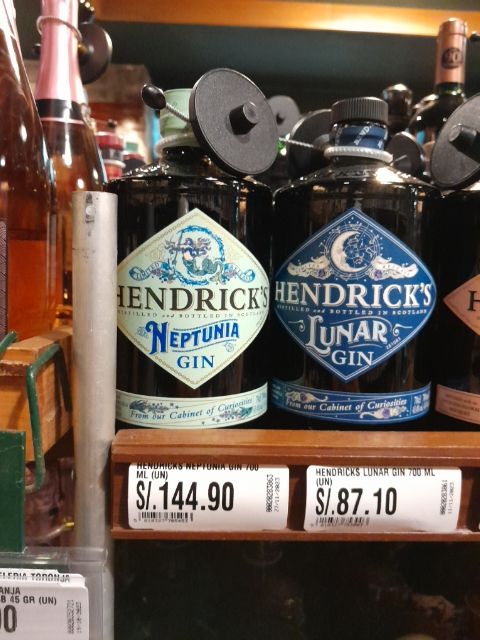 HENDRICK'S
DISTILLED and BOTTLED IN SCOTLAND
NEPTUNIA
GIN
From our Cabinet of Curiosities
HENDRICK'S
DISTILLED and BOTTLED IN SCOTLAND
LUNAR
GIN
From our Cabinet of Curiosities
H
HENDRICKS NEPTUNIA GIN 700
ML (UN)
S/.144.90
HENDRICKS LUNAR GIN 700 ML
(UN)
S/.87.10
ELERIA TORONJA
ANJA
B 45 GR (UN)